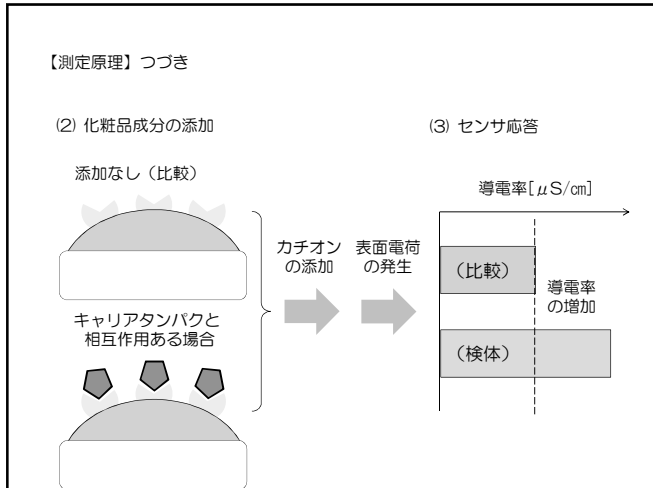 【測定原理】つづき
(2) 化粧品成分の添加
添加なし（比較）
キャリアタンパクと
相互作用ある場合
カチオン
の添加
表面電荷
の発生
(3) センサ応答
導電率[μS/㎝]
（比較）
導電率
の増加
（検体）